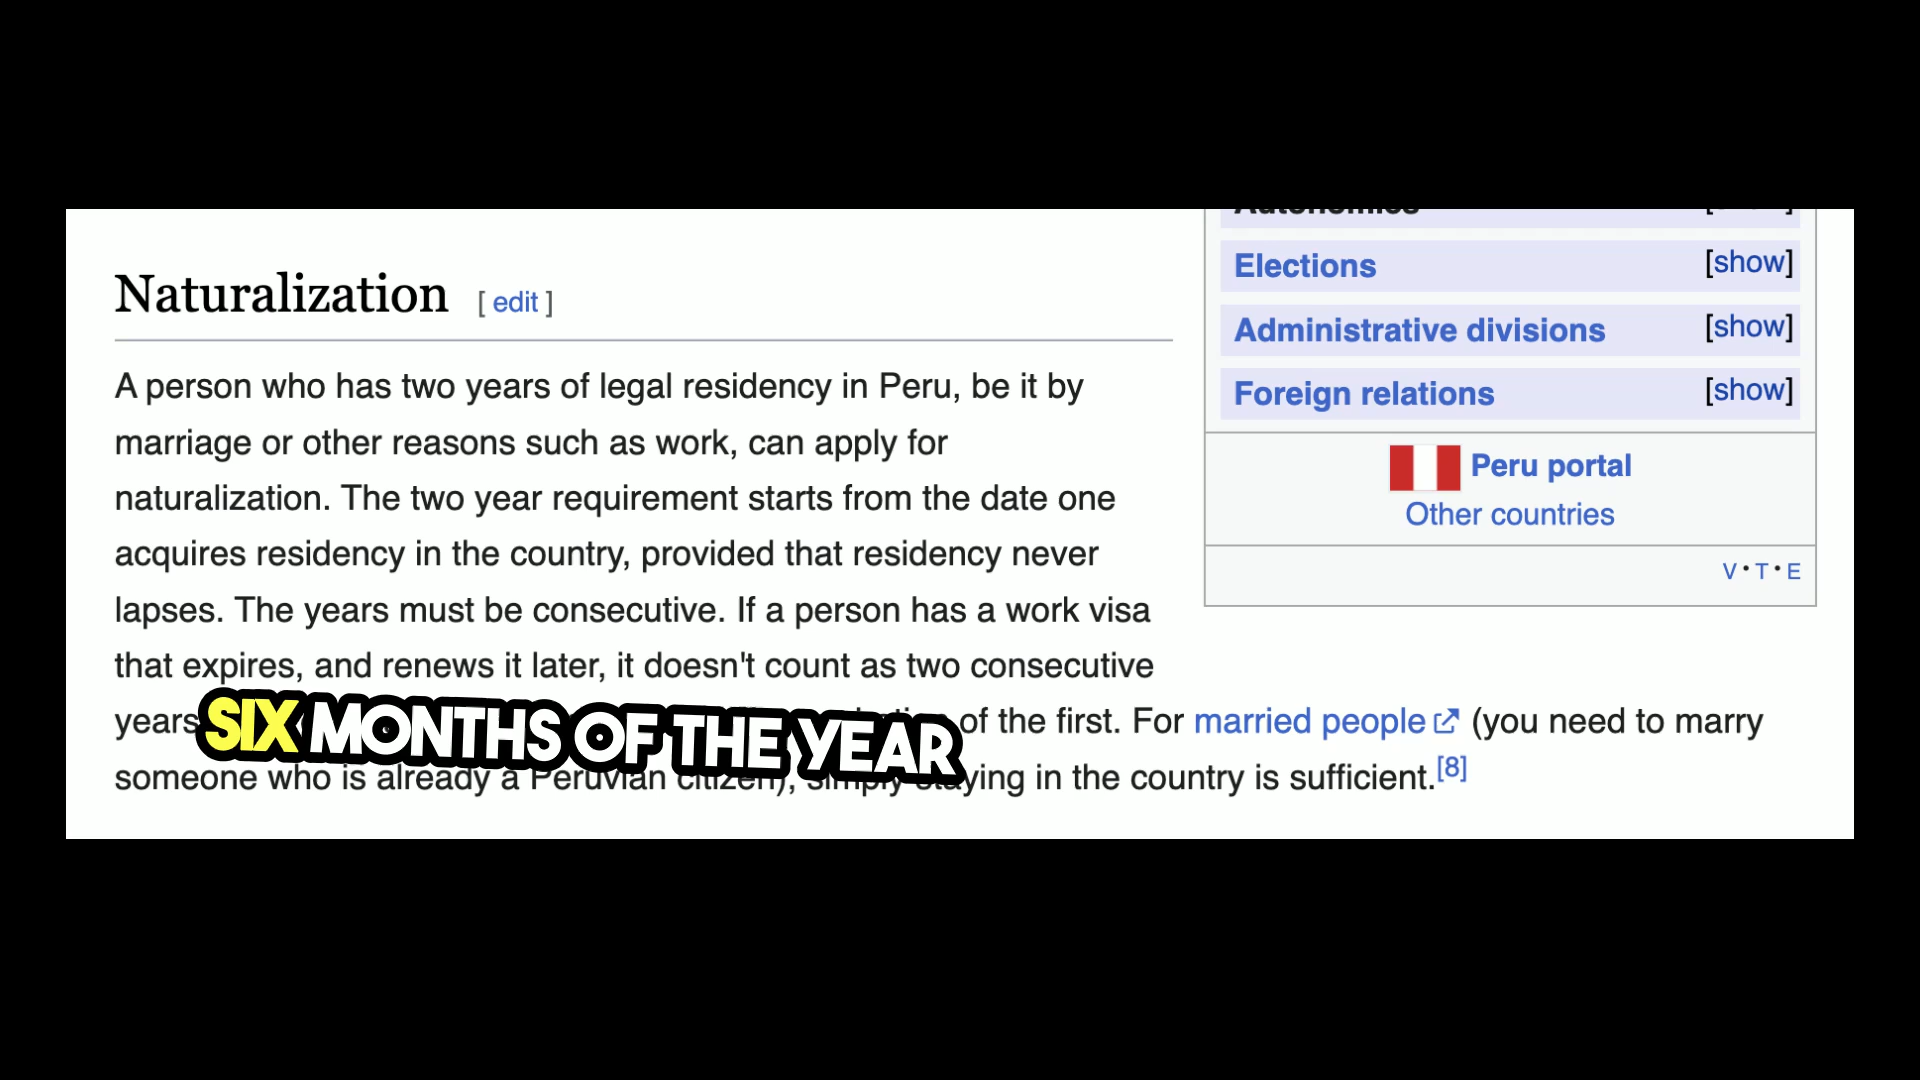 Naturalization [ edit ]
A person who has two years of legal residency in Peru, be it by
marriage or other reasons such as work, can apply for
naturalization. The two year requirement starts from the date one
acquires residency in the country, provided that residency never
lapses. The years must be consecutive. If a person has a work visa
that expires, and renews it later, it doesn't count as two consecutive
years of the first. For married people (you need to marry
someone who is already a Peruvian citizen), simply staying in the country is sufficient.[8]
SIX MONTHS OF THE YEAR
Elections [show]
Administrative divisions [show]
Foreign relations [show]
Peru portal
Other countries
V • T • E